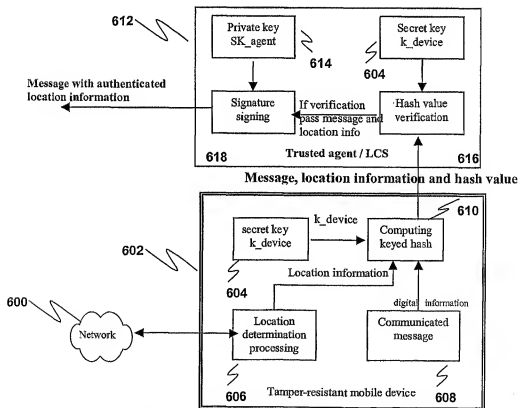 612
Private key
SK_agent
614
Secret key
k_device
604
Message with authenticated
location information
Signature
signing
If verification
pass message and
location info
Hash value
verification
618
Trusted agent / LCS
616
Message, location information and hash value
610
602
secret key
k_device
k_device
Computing
keyed hash
604
Location information
digital information
600
Network
Location
determination
processing
Communicated
message
606
608
Tamper-resistant mobile device